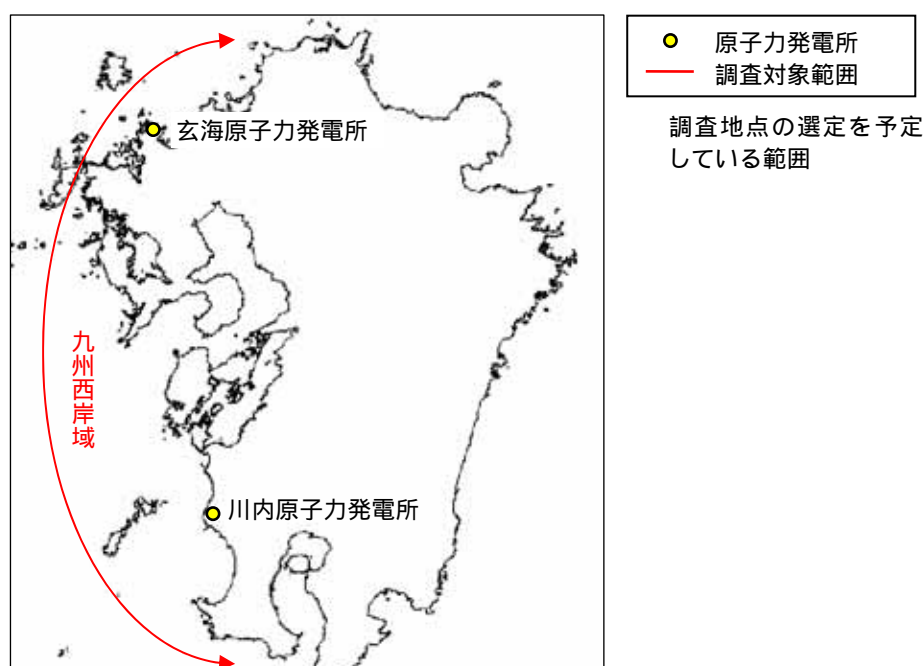 原子力発電所
調査対象範囲
調査地点の選定を予定
している範囲
玄海原子力発電所
九州西岸域
川内原子力発電所